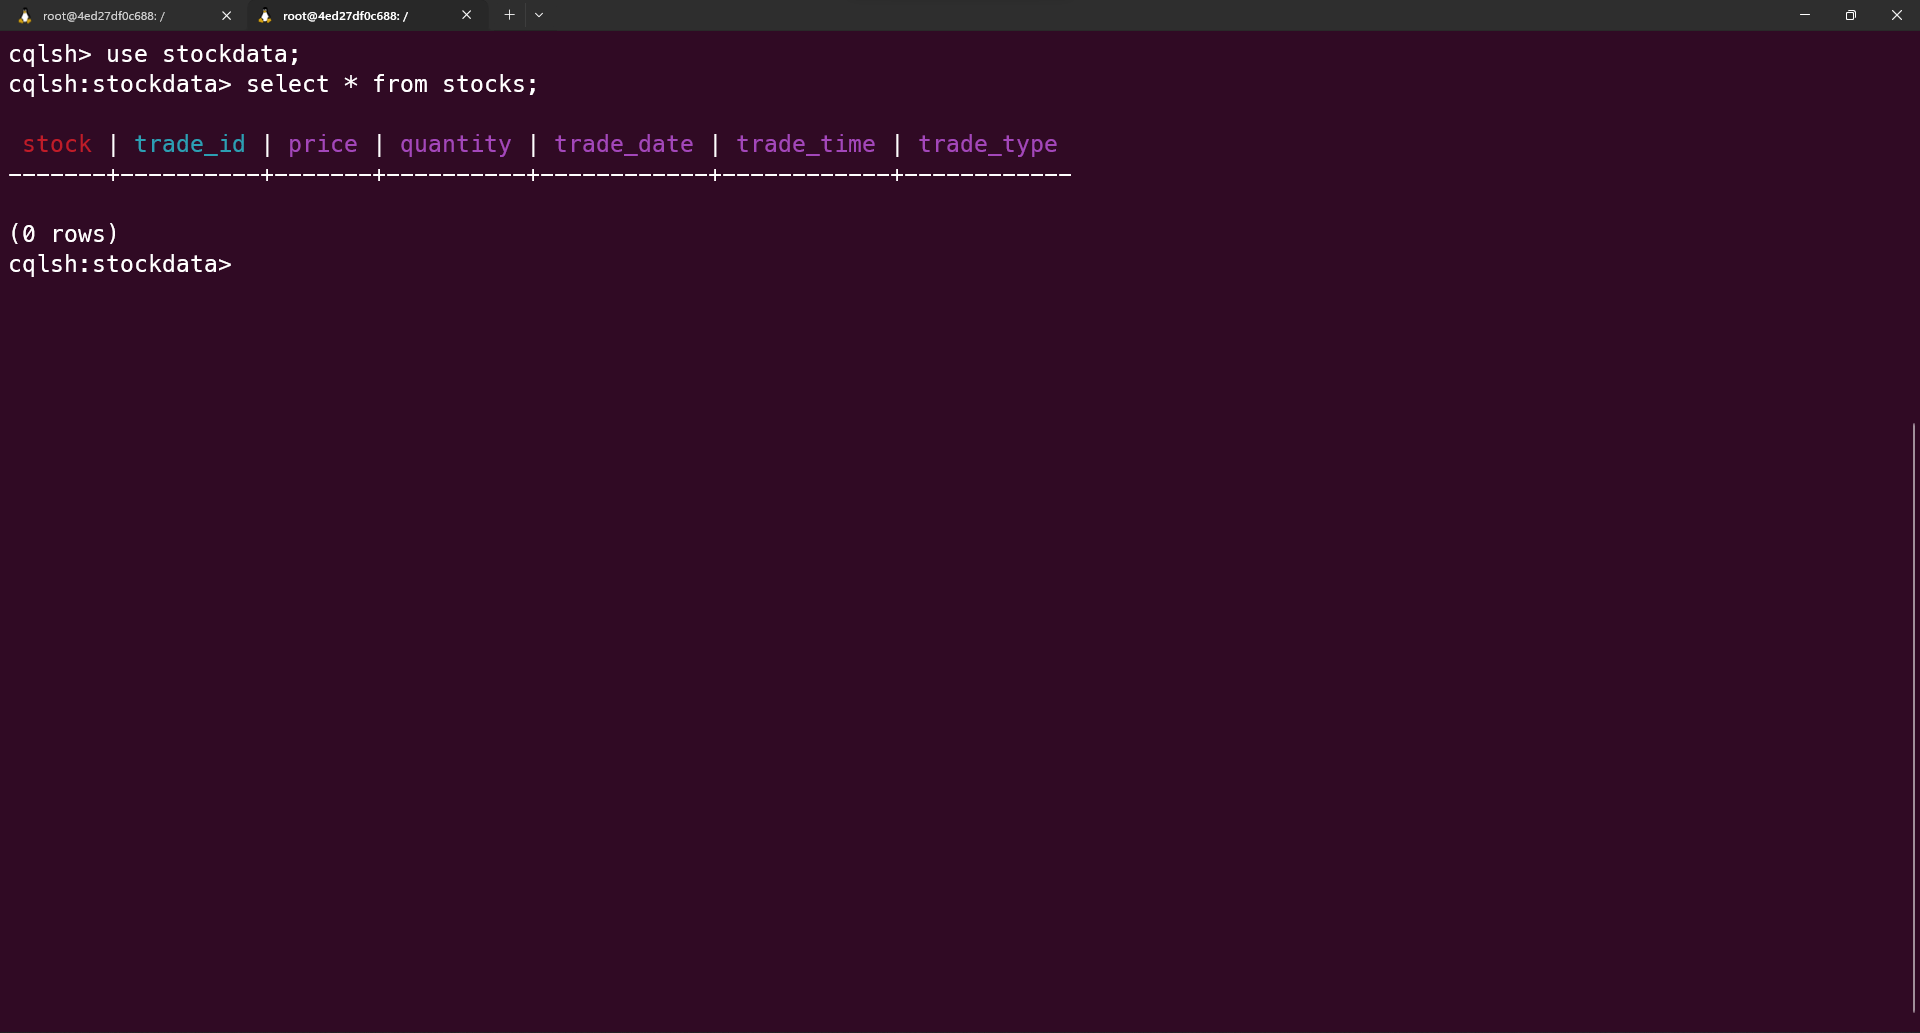 root@4ed27df0c688: /
root@4ed27df0c688: /
cqlsh> use stockdata;
cqlsh:stockdata> select * from stocks;
stock | trade_id | price | quantity | trade_date | trade_time | trade_type
-------+----------+-------+----------+------------+------------+------------
(0 rows)
cqlsh:stockdata>